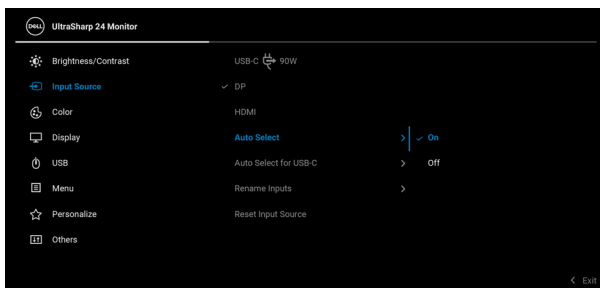 DELL UltraSharp 24 Monitor
Brightness/Contrast USB-C 90W
Input Source DP
Color HDMI
Display Auto Select On
USB Auto Select for USB-C Off
Menu Rename Inputs
Personalize Reset Input Source
Others
Exit